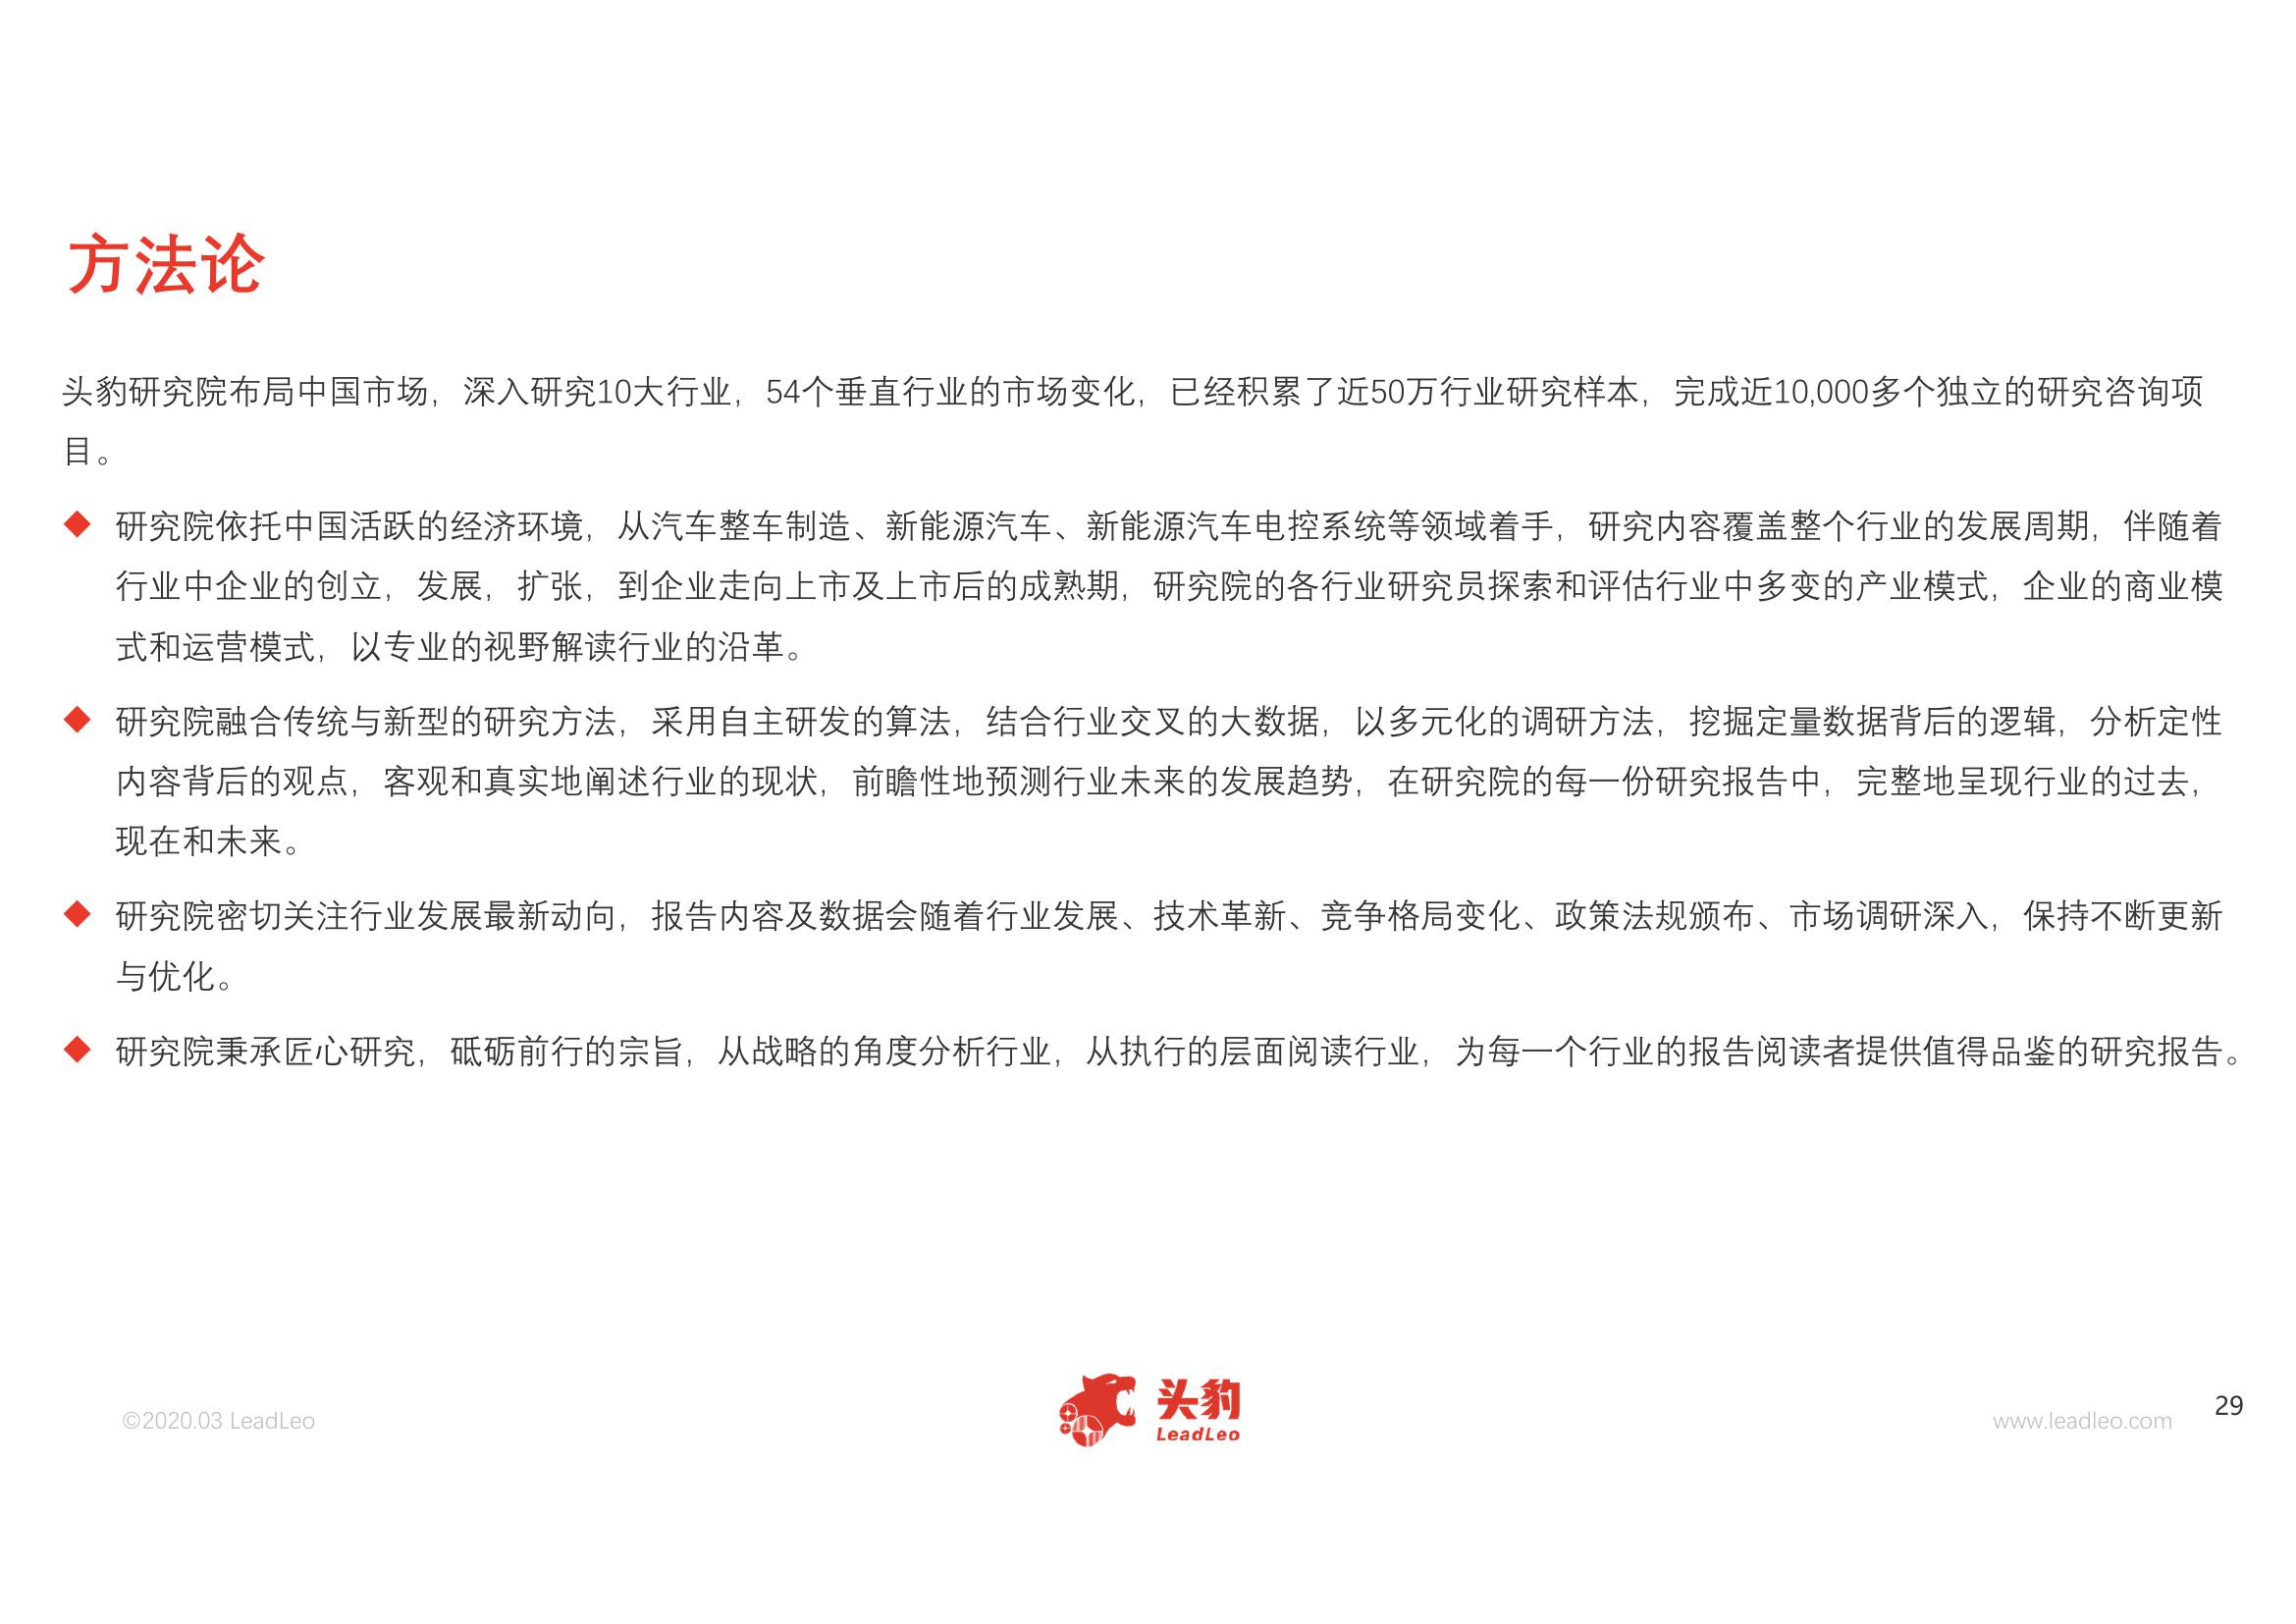 方法论
头豹研究院布局中国市场，深入研究10大行业，54个垂直行业的市场变化，已经积累了近50万行业研究样本，完成近10,000多个独立的研究咨询项
目。
研究院依托中国活跃的经济环境，从汽车整车制造、新能源汽车、新能源汽车电控系统等领域着手，研究内容覆盖整个行业的发展周期，伴随着
行业中企业的创立，发展，扩张，到企业走向上市及上市后的成熟期，研究院的各行业研究员探索和评估行业中多变的产业模式，企业的商业模
式和运营模式，以专业的视野解读行业的沿革。
研究院融合传统与新型的研究方法，采用自主研发的算法，结合行业交叉的大数据，以多元化的调研方法，挖掘定量数据背后的逻辑，分析定性
内容背后的观点，客观和真实地阐述行业的现状，前瞻性地预测行业未来的发展趋势，在研究院的每一份研究报告中，完整地呈现行业的过去，
现在和未来。
研究院密切关注行业发展最新动向，报告内容及数据会随着行业发展、技术革新、竞争格局变化、政策法规颁布、市场调研深入，保持不断更新
与优化。
研究院秉承匠心研究，砥砺前行的宗旨，从战略的角度分析行业，从执行的层面阅读行业，为每一个行业的报告阅读者提供值得品鉴的研究报告。
©2020.03 LeadLeo
头豹
LeadLeo
www.leadleo.com
29